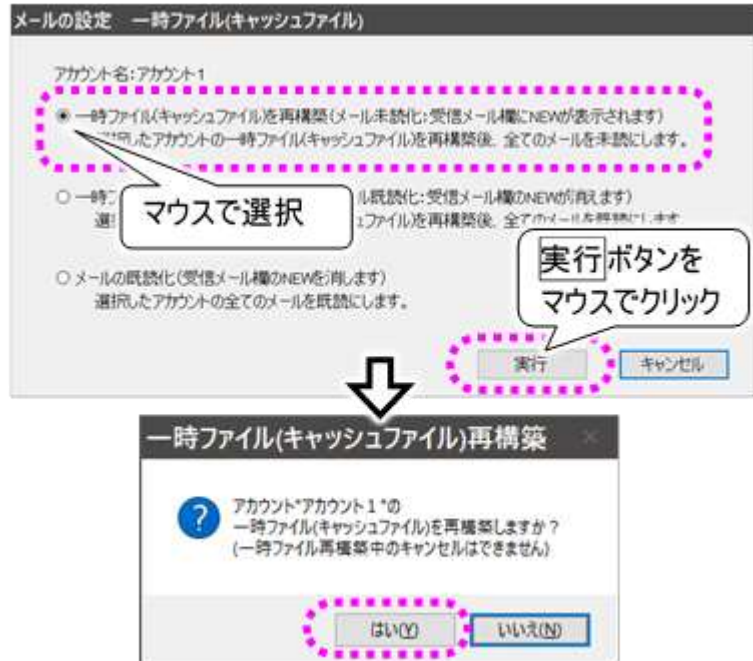 メールの設定 一時ファイル(キャッシュファイル)
アカウント名:アカウント1
一時ファイル(キャッシュファイル)を再構築(メール未読化:受信メール欄にNEWが表示されます)
したアカウントの一時ファイル(キャッシュファイル)を再構築後、全てのメールを未読にします。
マウスで選択
一時
ル既読化:受信メール欄のNEWが消えます)
選
ュファイル)を再構築後、全てのメールを既読にします
メールの既読化(受信メール欄のNEWを消します)
選択したアカウントの全てのメールを既読にします。
実行ボタンを
マウスでクリック
実行 キャンセル
一時ファイル(キャッシュファイル)再構築
アカウント"アカウント1"の
一時ファイル(キャッシュファイル)を再構築しますか?
(一時ファイル再構築中のキャンセルはできません)
はい(Y) いいえ(N)